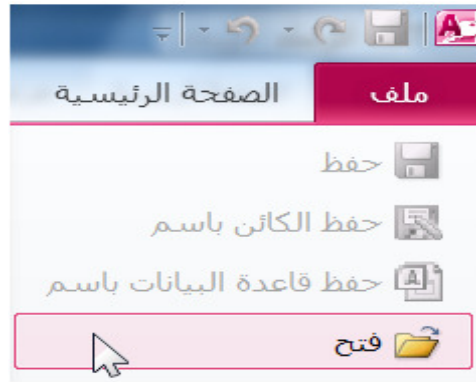 ملف الصفحة الرئيسية
حفظ
حفظ الكائن باسم
حفظ قاعدة البيانات باسم
فتح